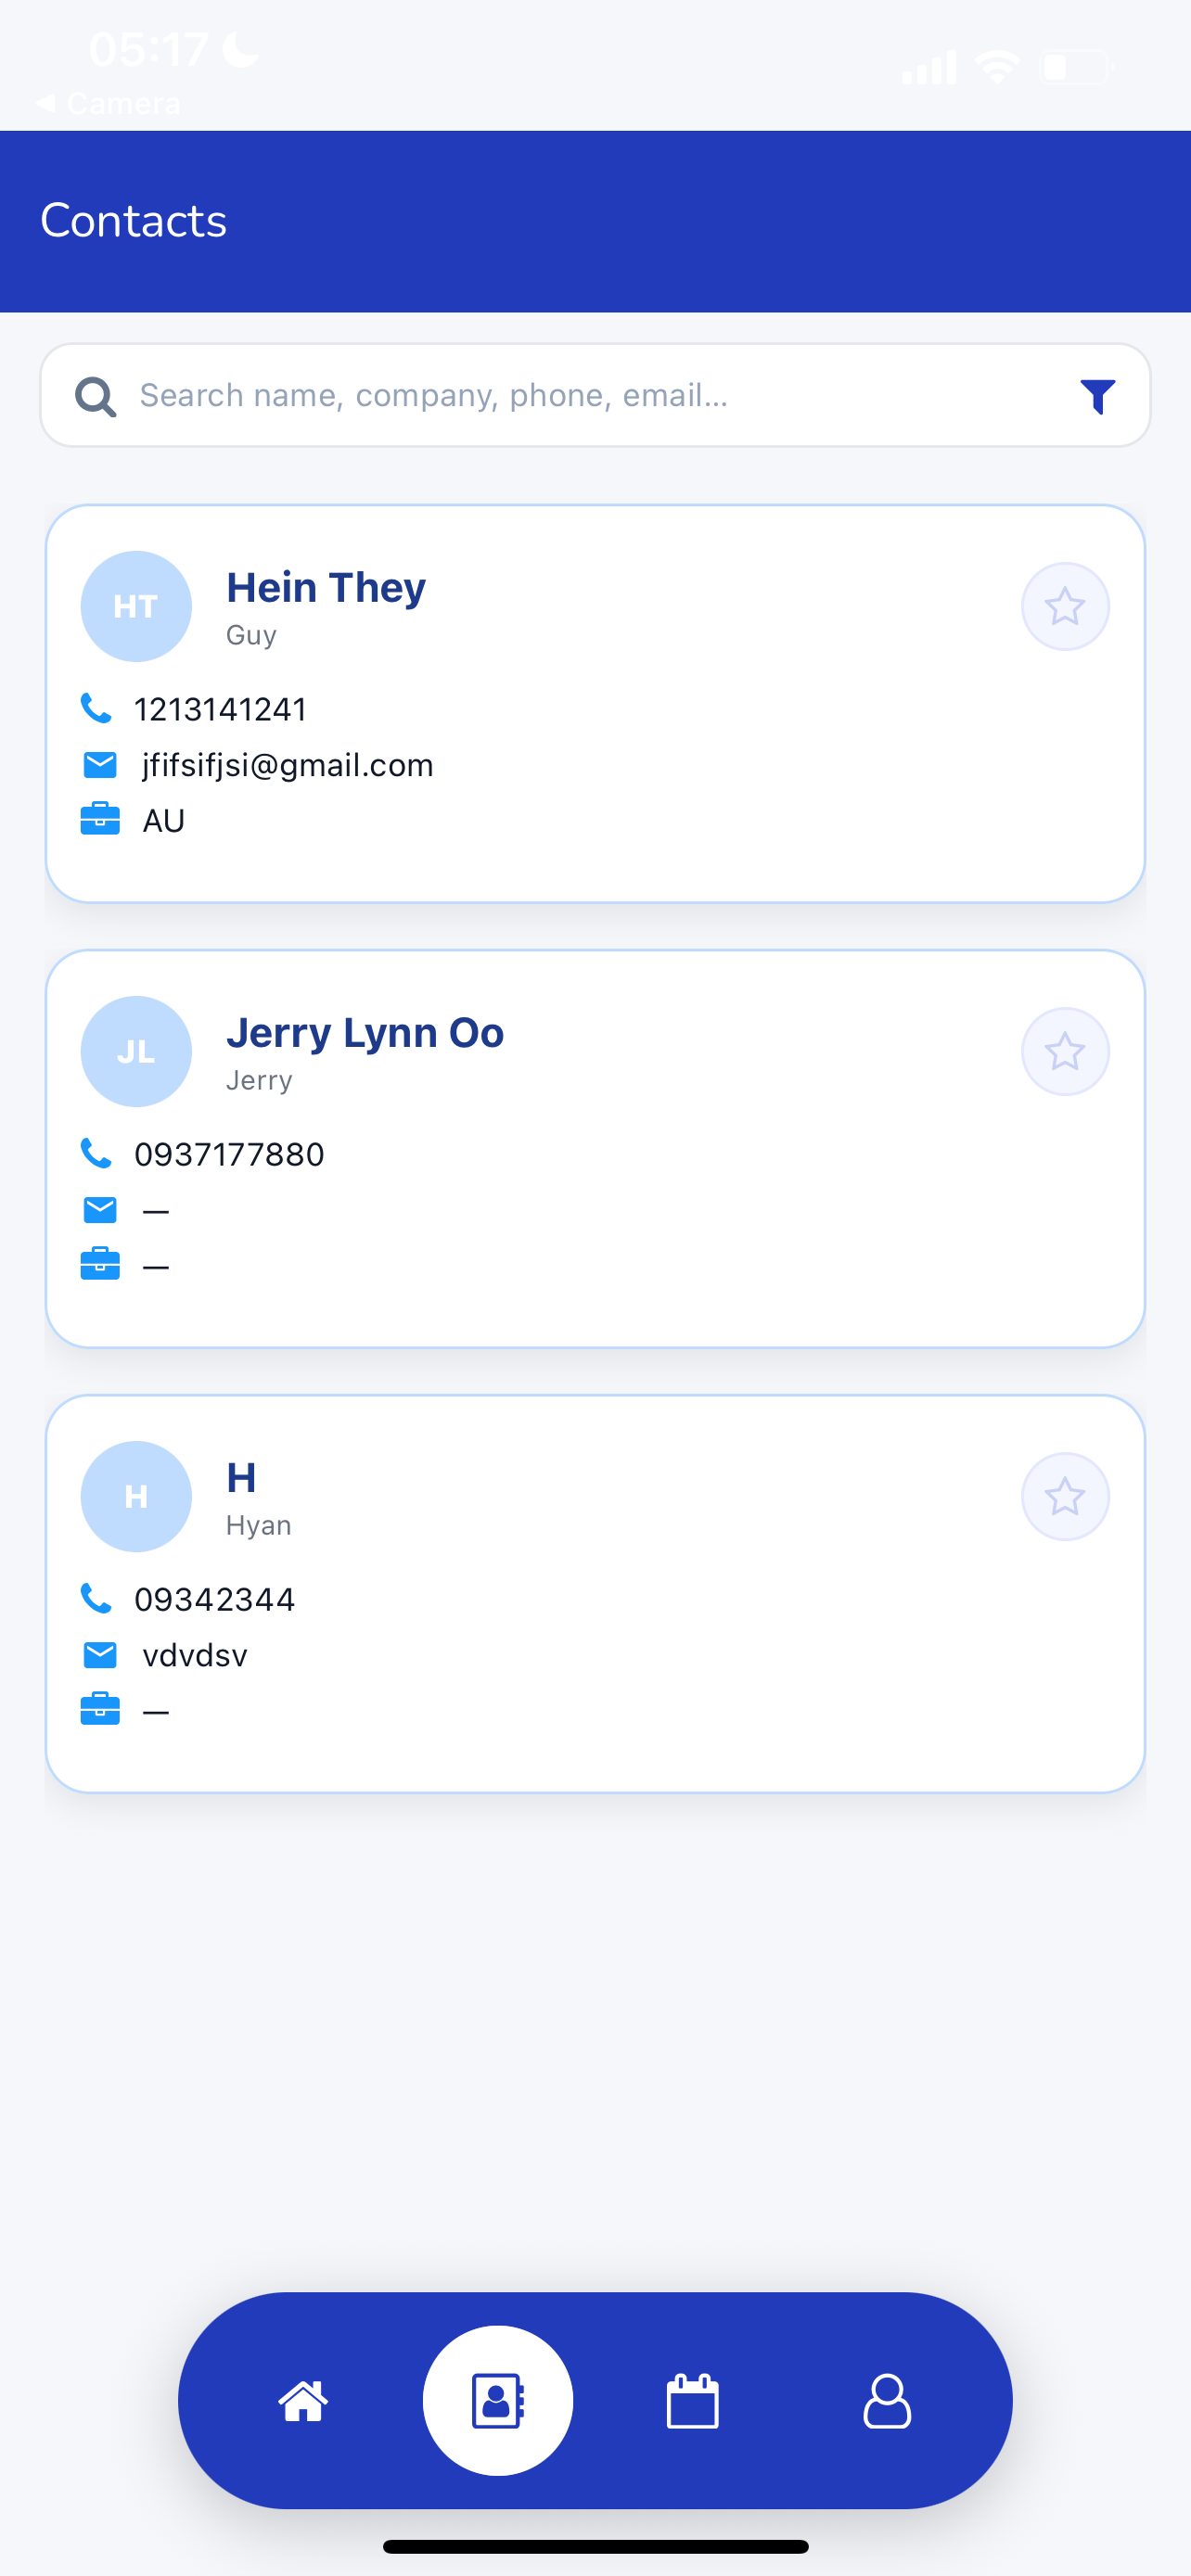 05:17
◀ Camera
Contacts
Search name, company, phone, email...
HT
Hein They
Guy
1213141241
jfifsifjsi@gmail.com
AU
JL
Jerry Lynn Oo
Jerry
0937177880
—
—
H
H
Hyan
09342344
vdvdsv
—